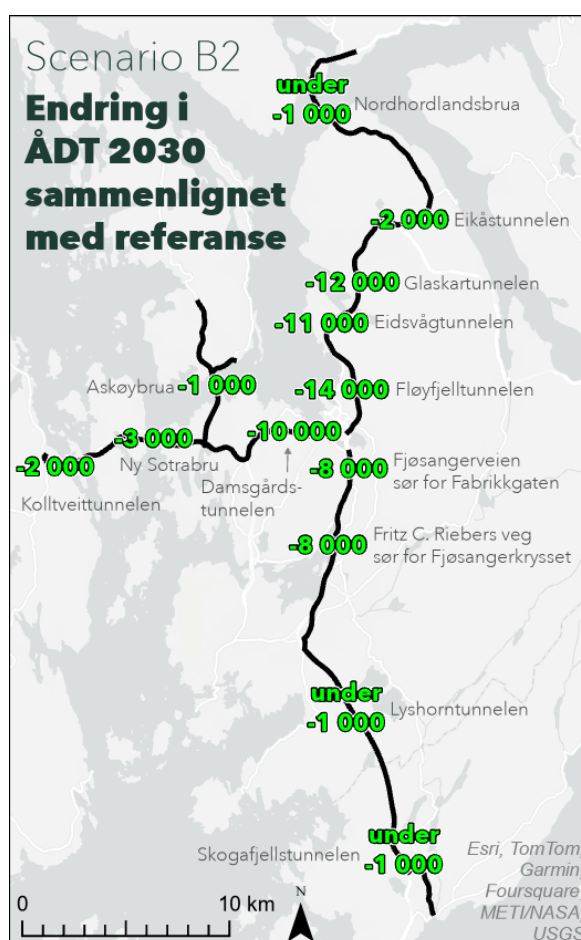 Scenario B2
Endring i
ÅDT 2030
sammenlignet
med referanse
under
-1 000
Nordhordlandsbrua
-2 000 Eikåstunnelen
-12 000 Glaskartunnelen
-11 000 Eidsvågtunnelen
Askøybrua -1 000
-14 000 Fløyfjelltunnelen
-10 000
-3 000
-2 000
Ny Sotrabru
Kolltveittunnelen
Damsgårds-
tunnelen
-8 000
Fjøsangerveien
sør for Fabrikkgaten
-8 000
Fritz C. Riebers veg
sør for Fjøsangerkrysset
under
-1 000
Lyshorntunnelen
under
-1 000
Skogafjellstunnelen
0 10 km
N
Esri, TomTom,
Garmin,
Foursquare,
METI/NASA,
USGS